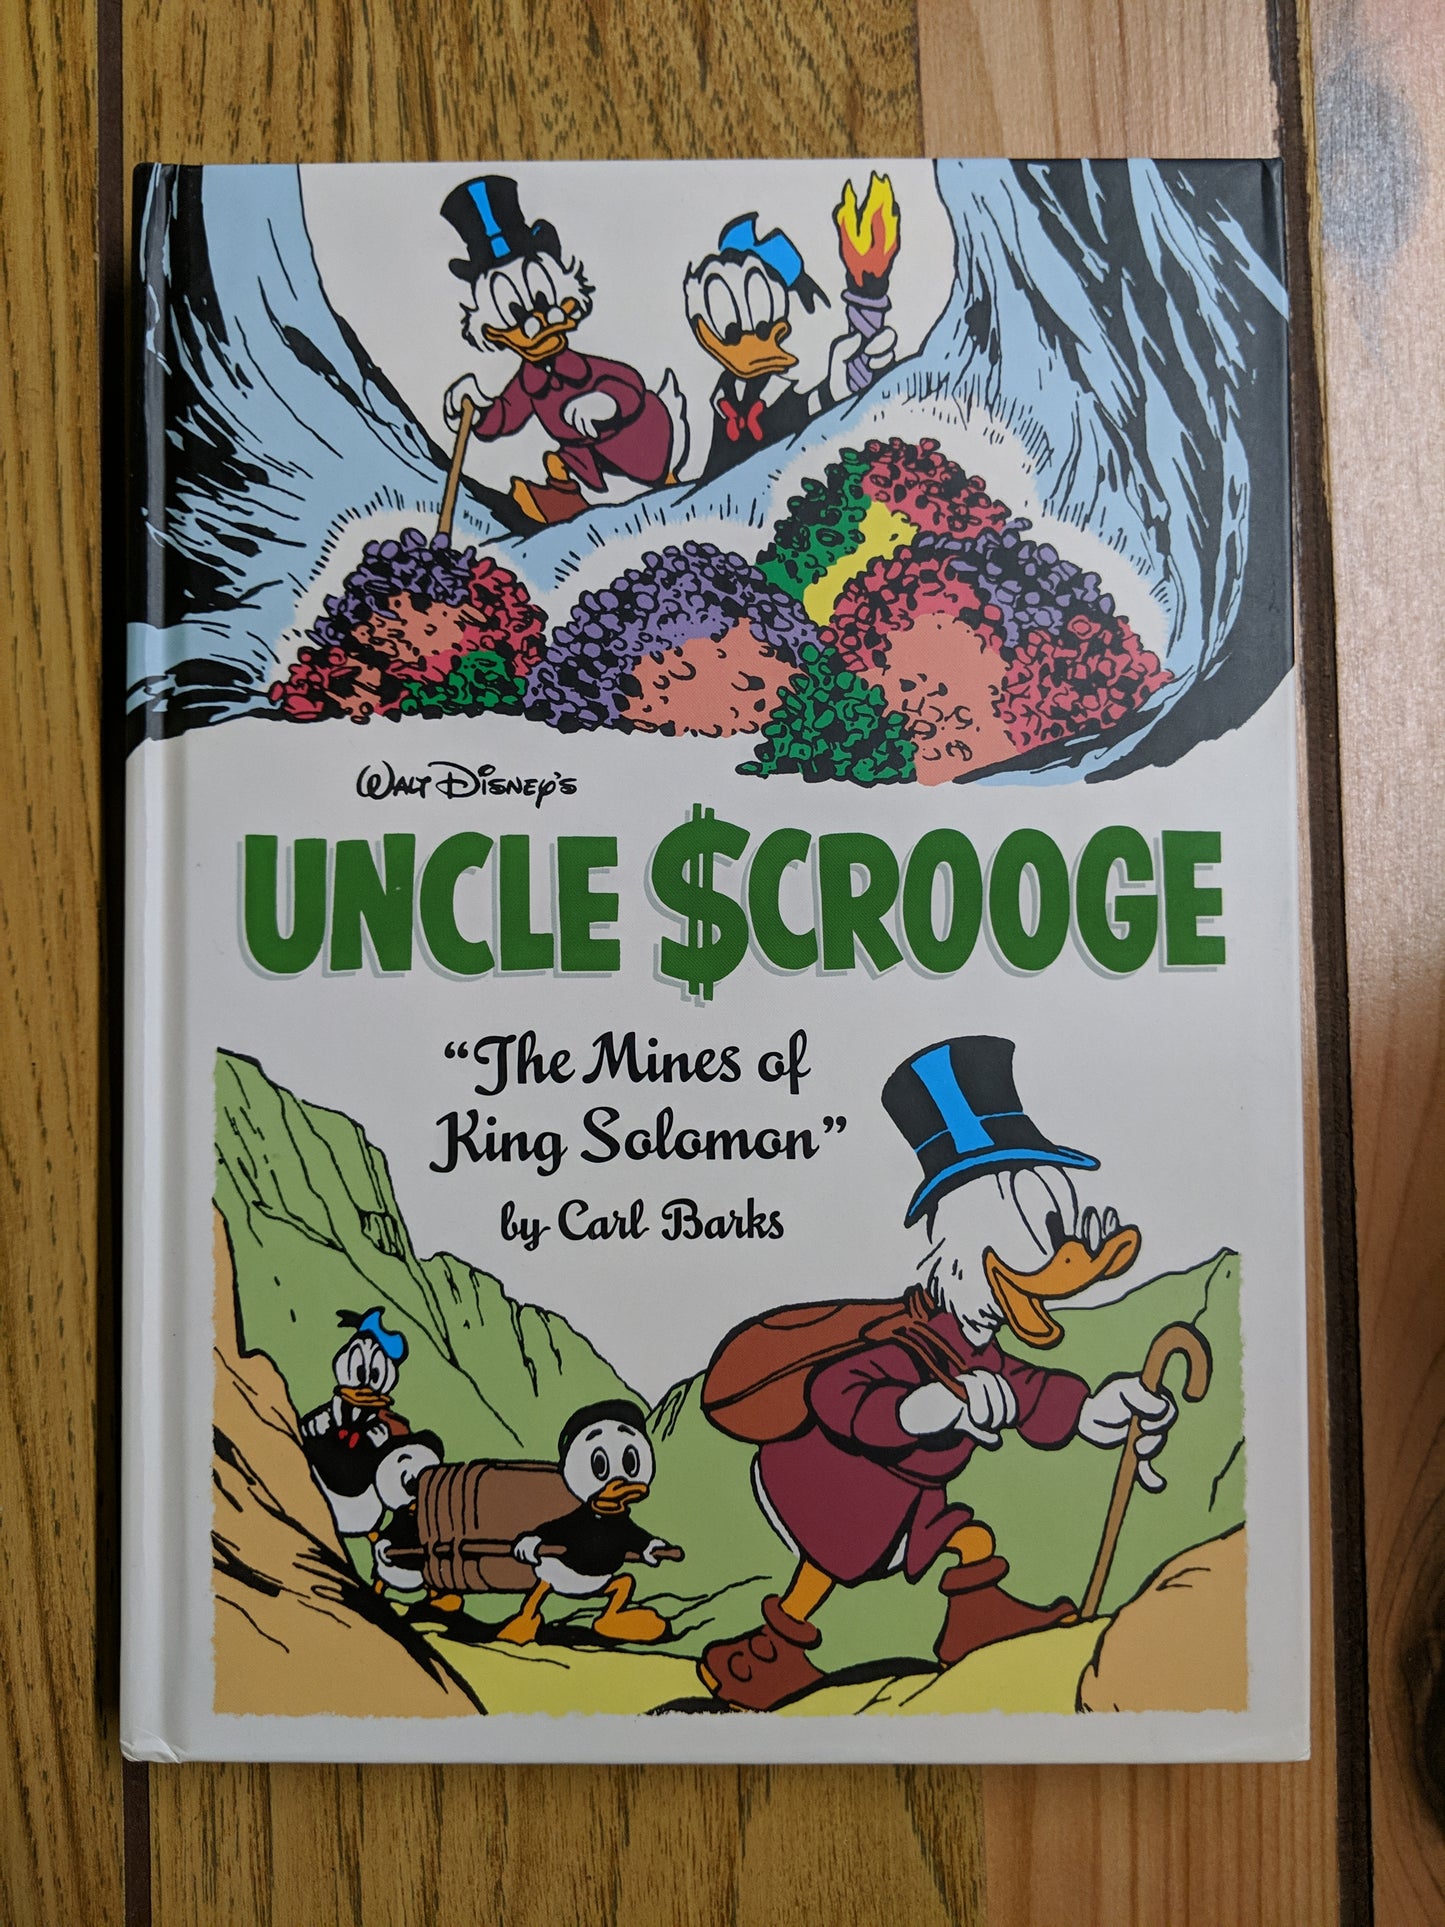 Walt Disney's
UNCLE $CROOGE
“The Mines of
King Solomon”
by Carl Barks